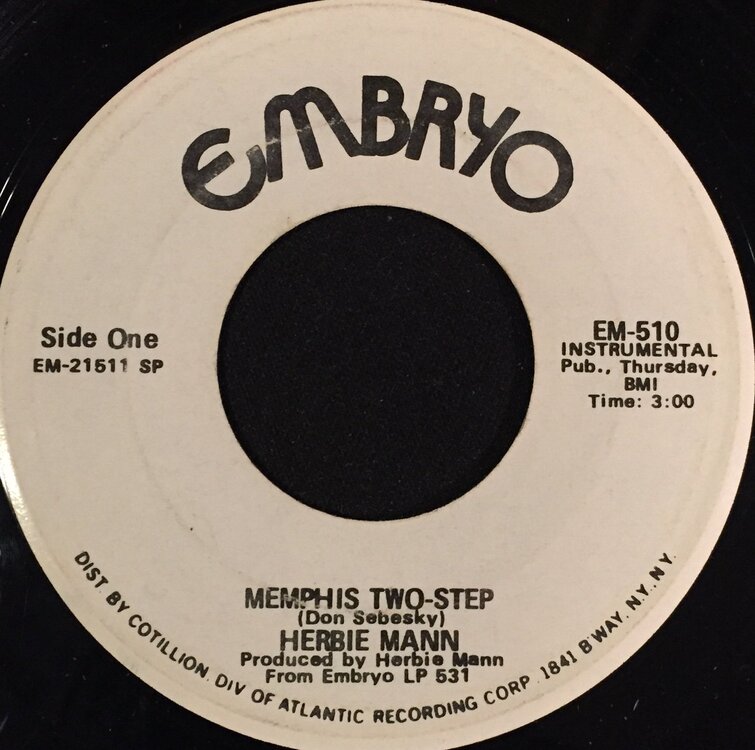 EMBRYO
Side One
EM-21511 SP
EM-510
INSTRUMENTAL
Pub., Thursday,
BMI
Time: 3:00
MEMPHIS TWO-STEP
(Don Sebesky)
HERBIE MANN
Produced by Herbie Mann
From Embryo LP 531
DIST. BY COTILLION, DIV OF ATLANTIC RECORDING CORP. 1841 B'WAY. N.Y. N.Y.